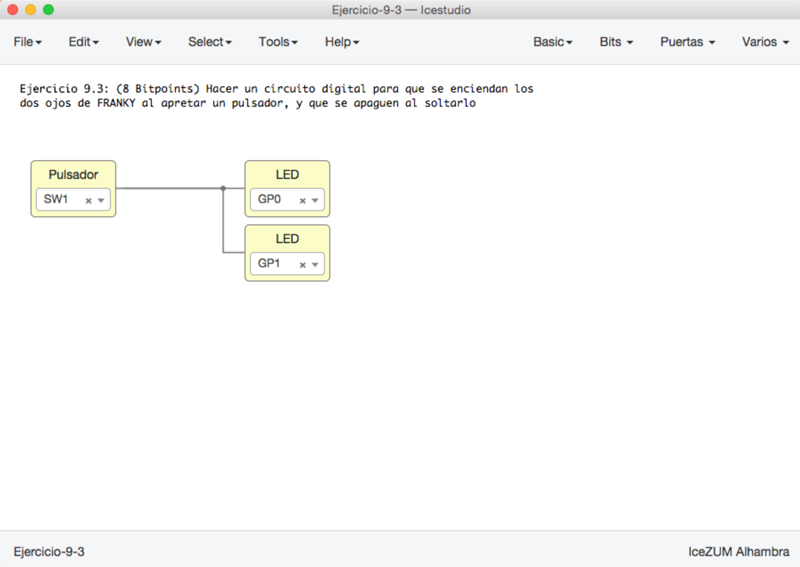 Ejercicio-9-3 — Icestudio
File Edit View Select Tools Help Basic Bits Puertas Varios
Ejercicio 9.3: (8 Bitpoints) Hacer un circuito digital para que se enciendan los
dos ojos de FRANKY al apretar un pulsador, y que se apaguen al soltarlo
Pulsador
SW1
LED
GP0
LED
GP1
Ejercicio-9-3
IceZUM Alhambra